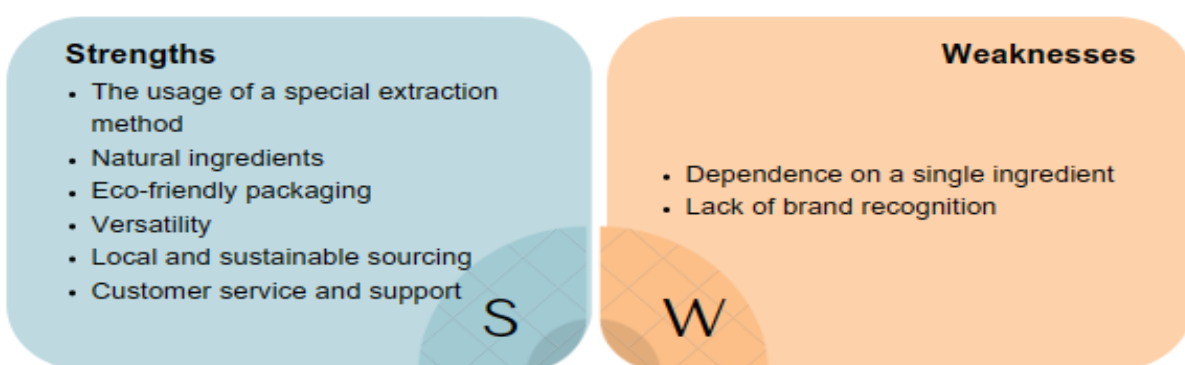 Strengths
• The usage of a special extraction
method
• Natural ingredients
• Eco-friendly packaging
• Versatility
• Local and sustainable sourcing
• Customer service and support
S
Weaknesses
• Dependence on a single ingredient
• Lack of brand recognition
W